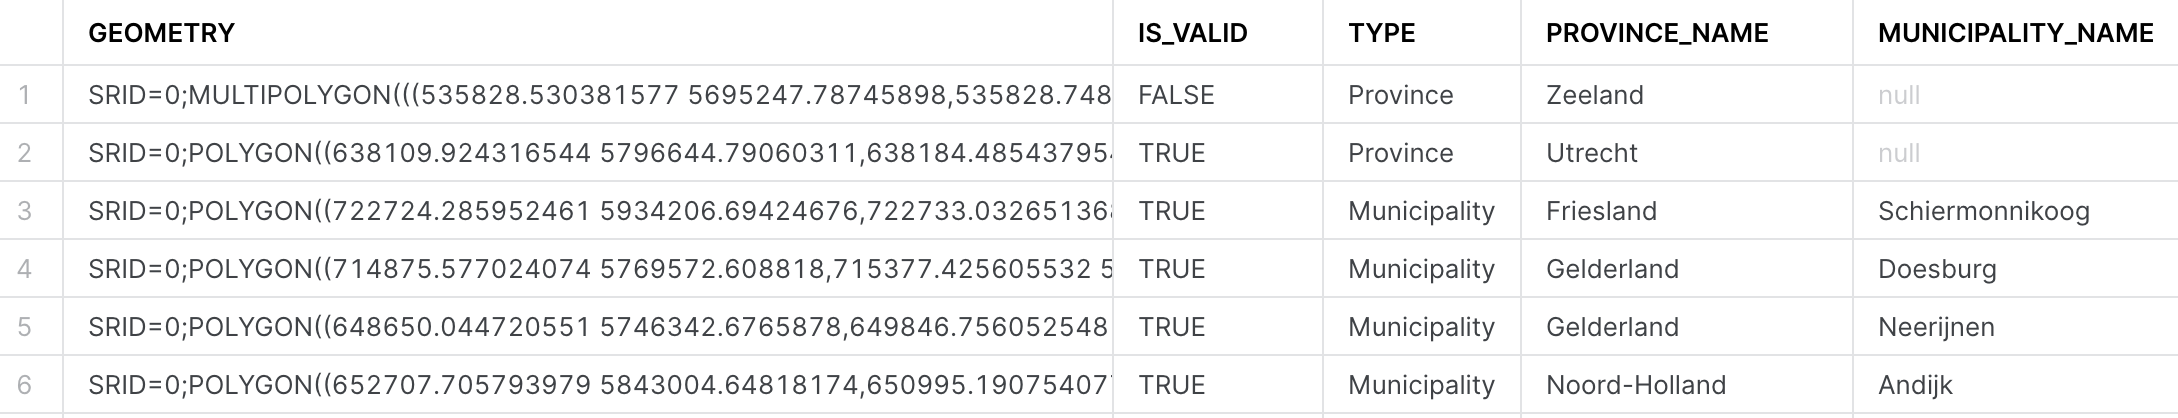 GEOMETRY IS_VALID TYPE PROVINCE_NAME MUNICIPALITY_NAME
1 SRID=0;MULTIPOLYGON(((535828.530381577 5695247.78745898,535828.748 FALSE Province Zeeland null
2 SRID=0;POLYGON((638109.924316544 5796644.79060311,638184.485437954 TRUE Province Utrecht null
3 SRID=0;POLYGON((722724.285952461 5934206.69424676,722733.032651368 TRUE Municipality Friesland Schiermonnikoog
4 SRID=0;POLYGON((714875.577024074 5769572.608818,715377.425605532 5 TRUE Municipality Gelderland Doesburg
5 SRID=0;POLYGON((648650.044720551 5746342.6765878,649846.756052548 TRUE Municipality Gelderland Neerijnen
6 SRID=0;POLYGON((652707.705793979 5843004.64818174,650995.190754077 TRUE Municipality Noord-Holland Andijk